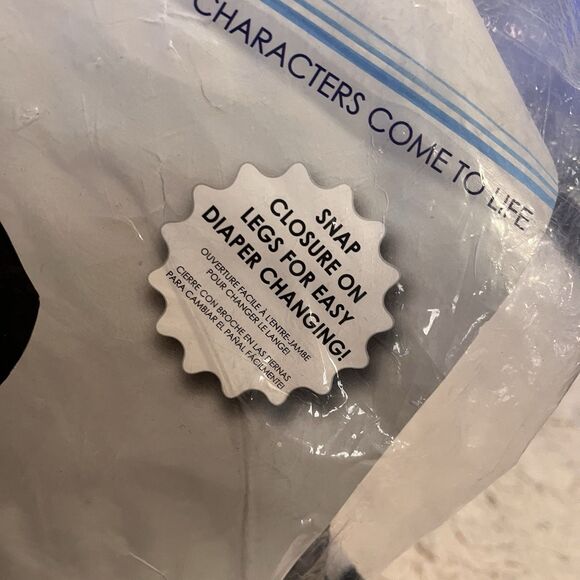 CHARACTERS COME TO LIFE
SNAP
CLOSURE ON
LEGS FOR EASY
DIAPER CHANGING!
OUVERTURE FACILE À L'ENTRE-JAMBE
POUR CHANGER LE LANGE!
CIERRE CON BROCHE EN LAS PIERNAS
PARA CAMBIAR EL PAÑAL FÁCILMENTE!